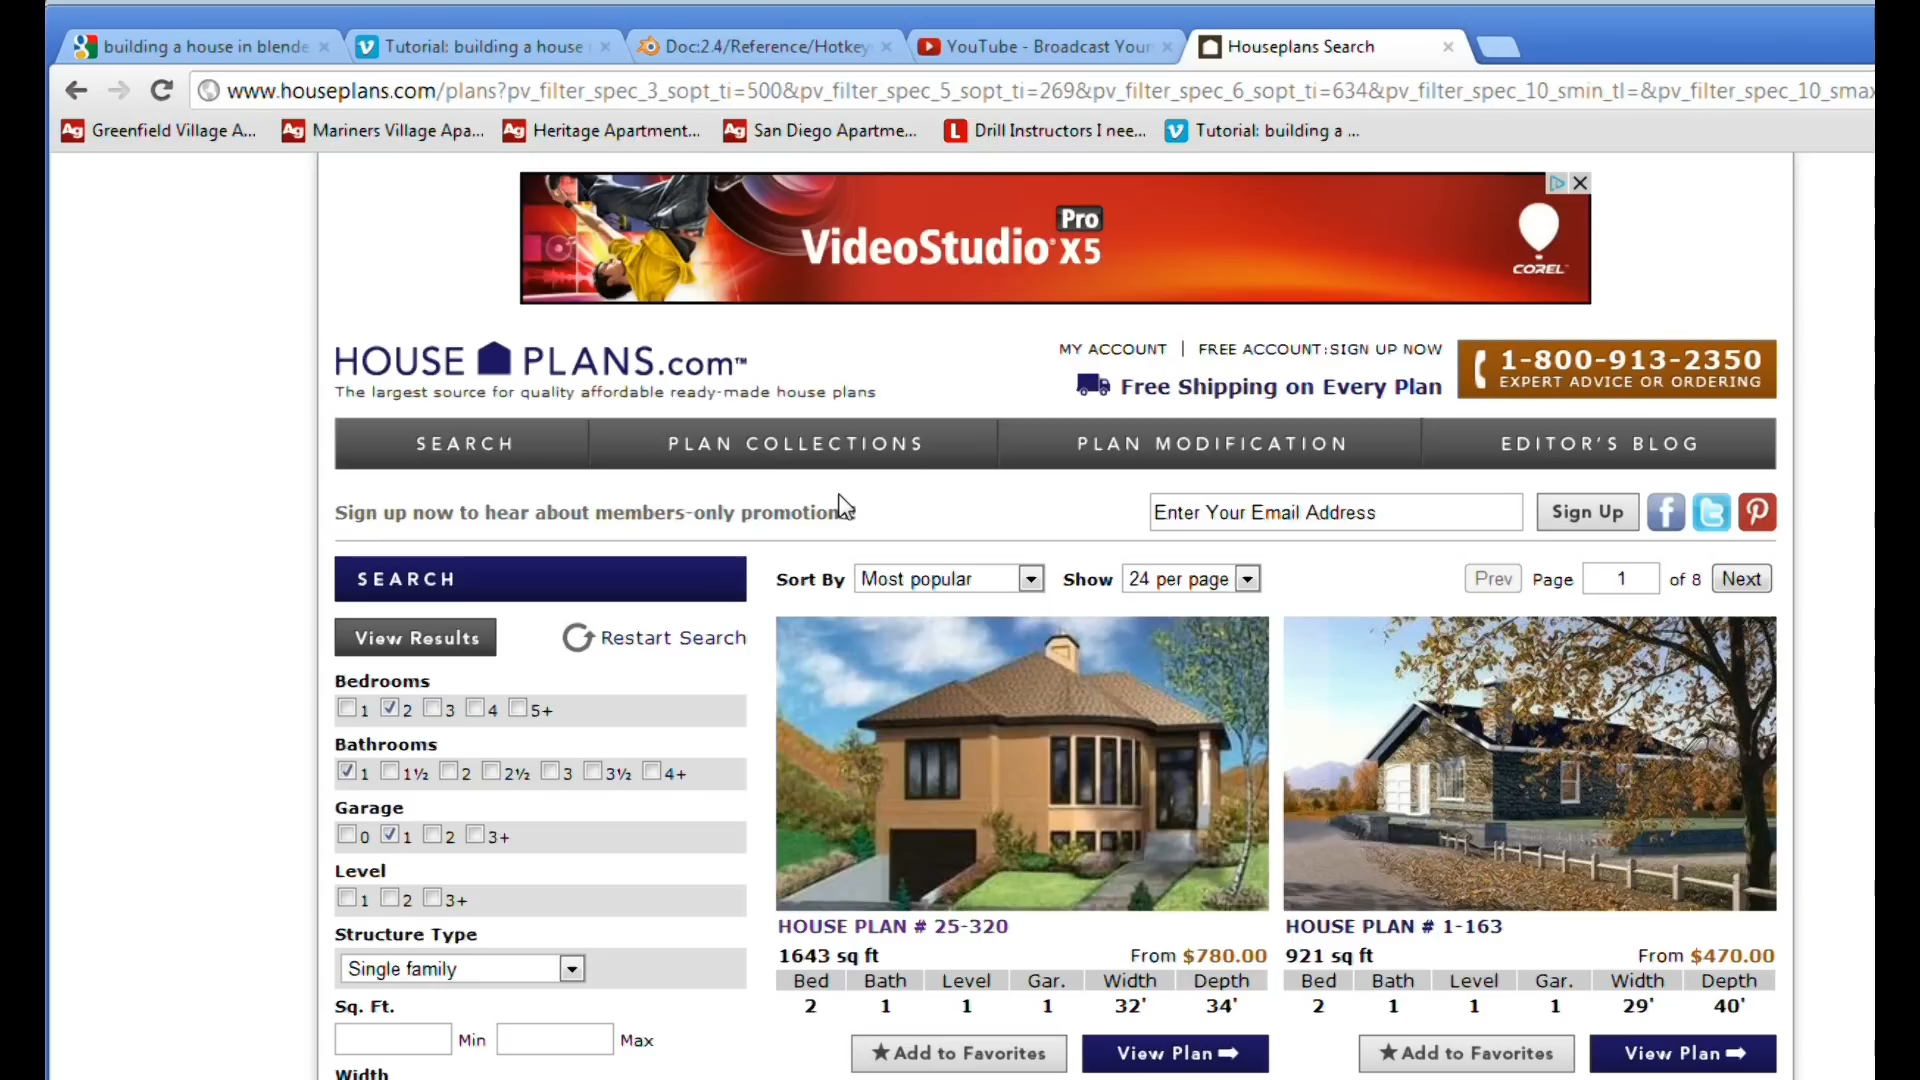 building a house in blende
Tutorial: building a house
Doc:2.4/Reference/Hotkey
YouTube - Broadcast Your
Houseplans Search
www.houseplans.com/plans?pv_filter_spec_3_sopt_ti=500&pv_filter_spec_5_sopt_ti=269&pv_filter_spec_6_sopt_ti=634&pv_filter_spec_10_smin_tl=&pv_filter_spec_10_smax
Greenfield Village A...
Mariners Village Apa...
Heritage Apartment...
San Diego Apartme...
Drill Instructors I nee...
Tutorial: building a ...
VideoStudio Pro X5
COREL
HOUSE PLANS.com™
The largest source for quality affordable ready-made house plans
MY ACCOUNT | FREE ACCOUNT:SIGN UP NOW
Free Shipping on Every Plan
1-800-913-2350
EXPERT ADVICE OR ORDERING
SEARCH
PLAN COLLECTIONS
PLAN MODIFICATION
EDITOR'S BLOG
Sign up now to hear about members-only promotion
Enter Your Email Address
Sign Up
SEARCH
Sort By Most popular Show 24 per page
Prev Page 1 of 8 Next
View Results
Restart Search
Bedrooms
1 2 3 4 5+
Bathrooms
1 1½ 2 2½ 3 3½ 4+
Garage
0 1 2 3+
Level
1 2 3+
Structure Type
Single family
Sq. Ft.
Min Max
Width
HOUSE PLAN # 25-320
1643 sq ft From $780.00
Bed Bath Level Gar. Width Depth
2 1 1 1 32' 34'
Add to Favorites View Plan
HOUSE PLAN # 1-163
921 sq ft From $470.00
Bed Bath Level Gar. Width Depth
2 1 1 1 29' 40'
Add to Favorites View Plan